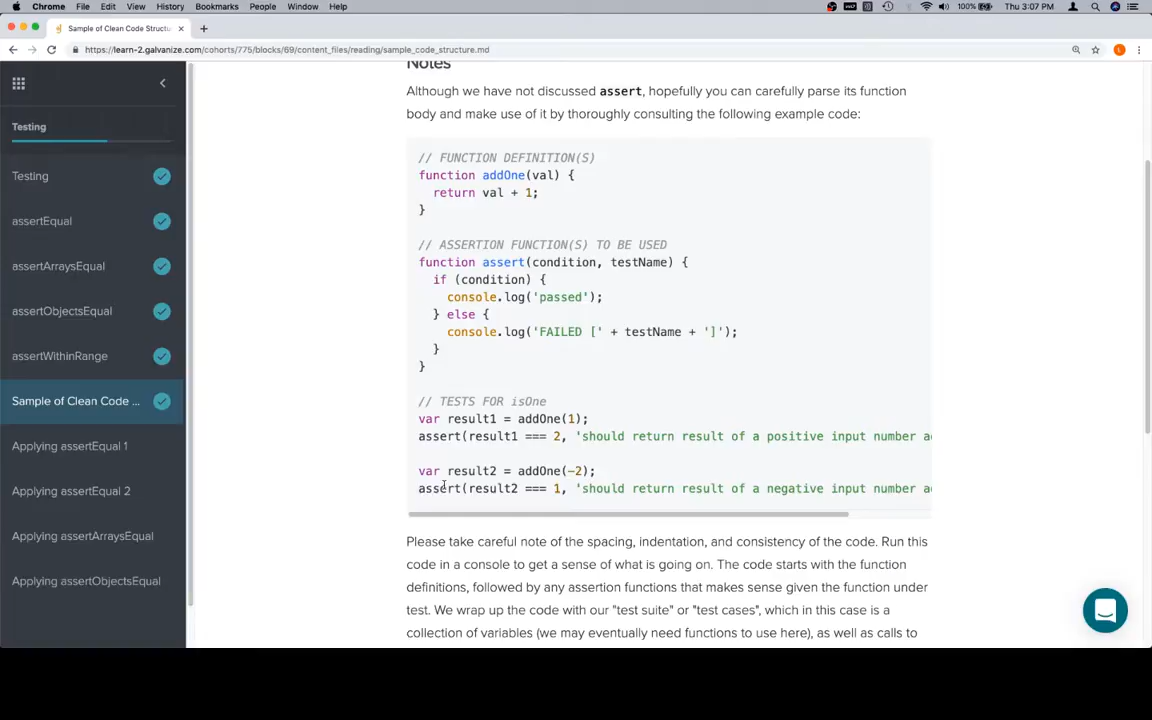 Chrome File Edit View History Bookmarks People Window Help 100% Thu 3:07 PM
Sample of Clean Code Structu
https://learn-2.galvanize.com/cohorts/775/blocks/69/content_files/reading/sample_code_structure.md
Testing
Testing
assertEqual
assertArraysEqual
assertObjectsEqual
assertWithinRange
Sample of Clean Code ...
Applying assertEqual 1
Applying assertEqual 2
Applying assertArraysEqual
Applying assertObjectsEqual
Notes
Although we have not discussed assert, hopefully you can carefully parse its function
body and make use of it by thoroughly consulting the following example code:
// FUNCTION DEFINITION(S)
function addOne(val) {
return val + 1;
}
// ASSERTION FUNCTION(S) TO BE USED
function assert(condition, testName) {
if (condition) {
console.log('passed');
} else {
console.log('FAILED [' + testName + ']');
}
}
// TESTS FOR isOne
var result1 = addOne(1);
assert(result1 === 2, 'should return result of a positive input number ad
var result2 = addOne(-2);
assert(result2 === 1, 'should return result of a negative input number ad
Please take careful note of the spacing, indentation, and consistency of the code. Run this
code in a console to get a sense of what is going on. The code starts with the function
definitions, followed by any assertion functions that makes sense given the function under
test. We wrap up the code with our "test suite" or "test cases", which in this case is a
collection of variables (we may eventually need functions to use here), as well as calls to